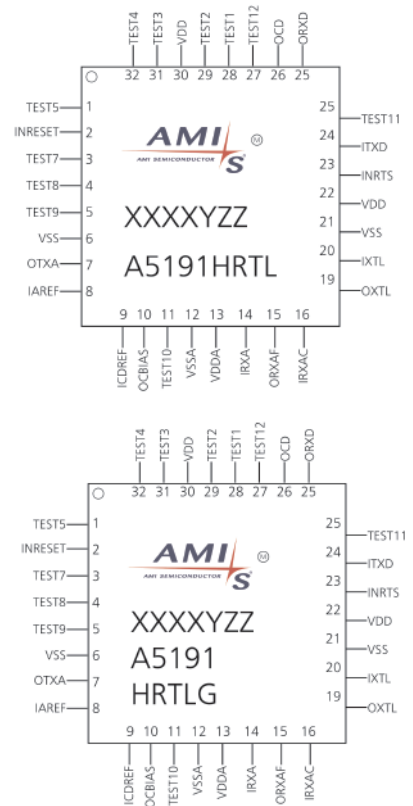 TEST4 TEST3 VDD TEST2 TEST1 TEST12 OCD ORXD
32 31 30 29 28 27 26 25
TEST5 1
INRESET 2
TEST7 3
TEST8 4
TEST9 5
VSS 6
OTXA 7
IAREF 8
AMIS
M
AMI SEMICONDUCTOR
XXXXYZZ
A5191HRTL
25 TEST11
24 ITXD
23 INRTS
22 VDD
21 VSS
20 IXTL
19 OXTL
9 10 11 12 13 14 15 16
ICDREF OCBIAS TEST10 VSSA VDDA IRXA ORXAF IRXAC
TEST4 TEST3 VDD TEST2 TEST1 TEST12 OCD ORXD
32 31 30 29 28 27 26 25
TEST5 1
INRESET 2
TEST7 3
TEST8 4
TEST9 5
VSS 6
OTXA 7
IAREF 8
AMIS
M
AMI SEMICONDUCTOR
XXXXYZZ
A5191
HRTLG
25 TEST11
24 ITXD
23 INRTS
22 VDD
21 VSS
20 IXTL
19 OXTL
9 10 11 12 13 14 15 16
ICDREF OCBIAS TEST10 VSSA VDDA IRXA ORXAF IRXAC